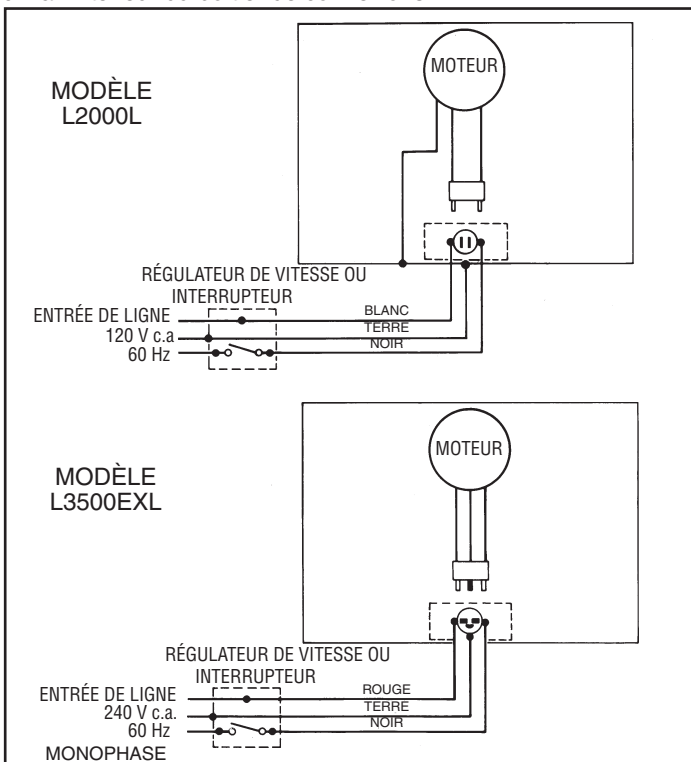 MOTEUR
MODÈLE
L2000L
RÉGULATEUR DE VITESSE OU
INTERRUPTEUR
ENTRÉE DE LIGNE
120 V c.a
60 Hz
BLANC
TERRE
NOIR
MOTEUR
MODÈLE
L3500EXL
RÉGULATEUR DE VITESSE OU
INTERRUPTEUR
ENTRÉE DE LIGNE
240 V c.a.
60 Hz
MONOPHASE
ROUGE
TERRE
NOIR